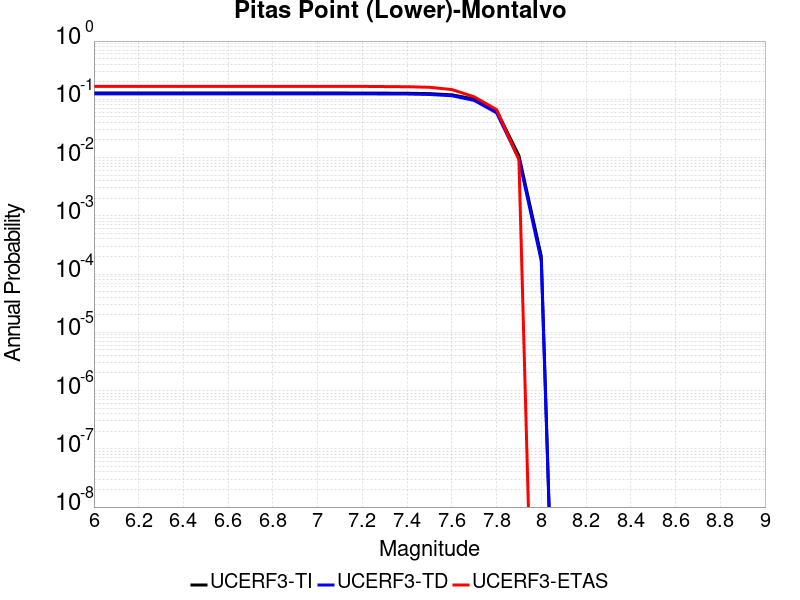 Pitas Point (Lower)-Montalvo
10^0
10^-1
10^-2
10^-3
10^-4
10^-5
10^-6
10^-7
10^-8
Annual Probability
6 6.2 6.4 6.6 6.8 7 7.2 7.4 7.6 7.8 8 8.2 8.4 8.6 8.8 9
Magnitude
UCERF3-TI UCERF3-TD UCERF3-ETAS